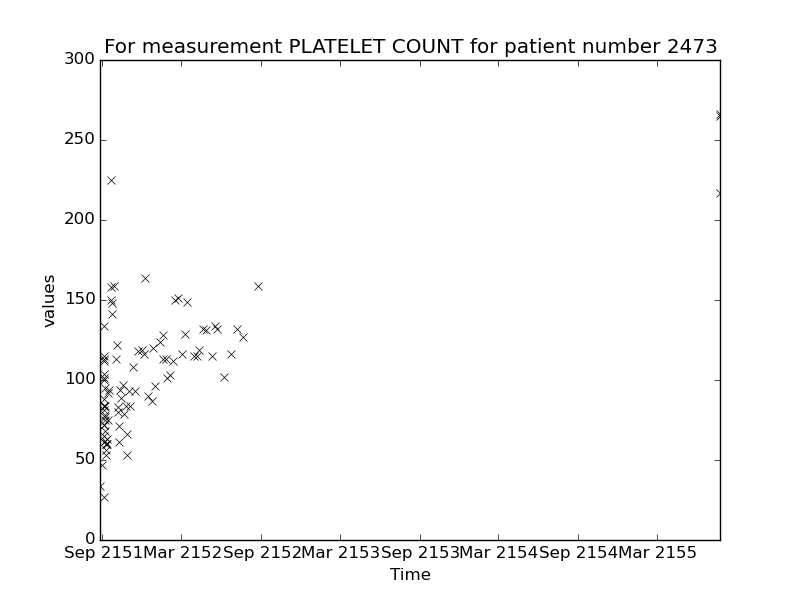 For measurement PLATELET COUNT for patient number 2473
300
250
200
150
100
50
0
values
Sep 2151 Mar 2152 Sep 2152 Mar 2153 Sep 2153 Mar 2154 Sep 2154 Mar 2155
Time